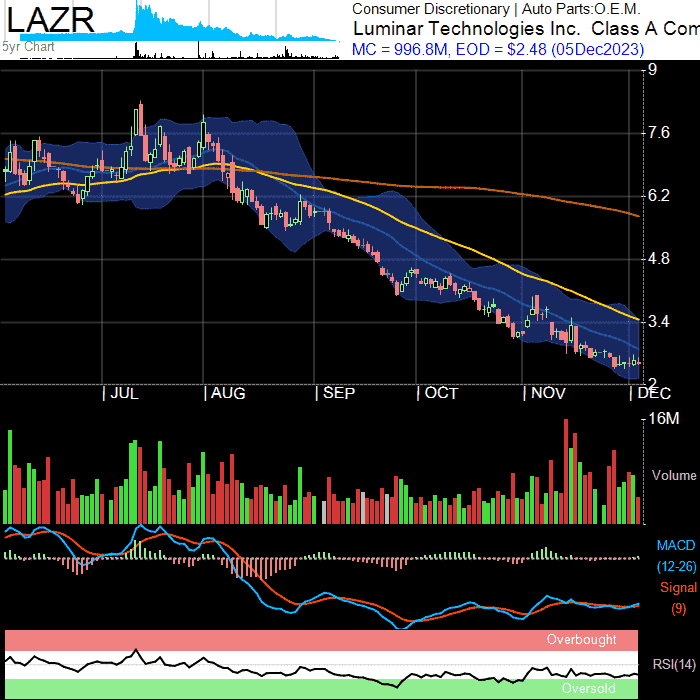 LAZR
Consumer Discretionary | Auto Parts:O.E.M.
Luminar Technologies Inc. Class A Com
MC = 996.8M, EOD = $2.48 (05Dec2023)
5yr Chart
9
7.6
6.2
4.8
3.4
2
JUL AUG SEP OCT NOV DEC
16M
Volume
MACD
(12-26)
Signal
(9)
Overbought
RSI(14)
Oversold